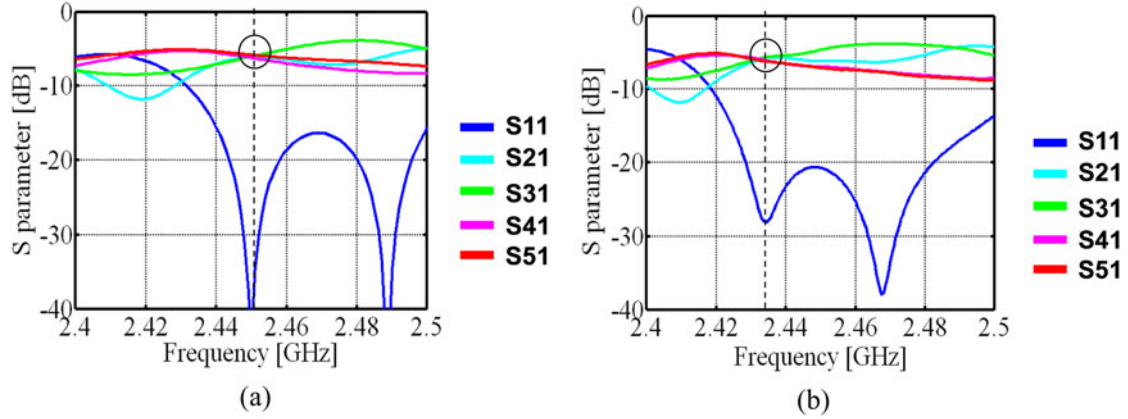 0
-10
-20
-30
-40
S parameter [dB]
2.4 2.42 2.44 2.46 2.48 2.5
Frequency [GHz]
S11
S21
S31
S41
S51
(a)
0
-10
-20
-30
-40
S parameter [dB]
2.4 2.42 2.44 2.46 2.48 2.5
Frequency [GHz]
S11
S21
S31
S41
S51
(b)